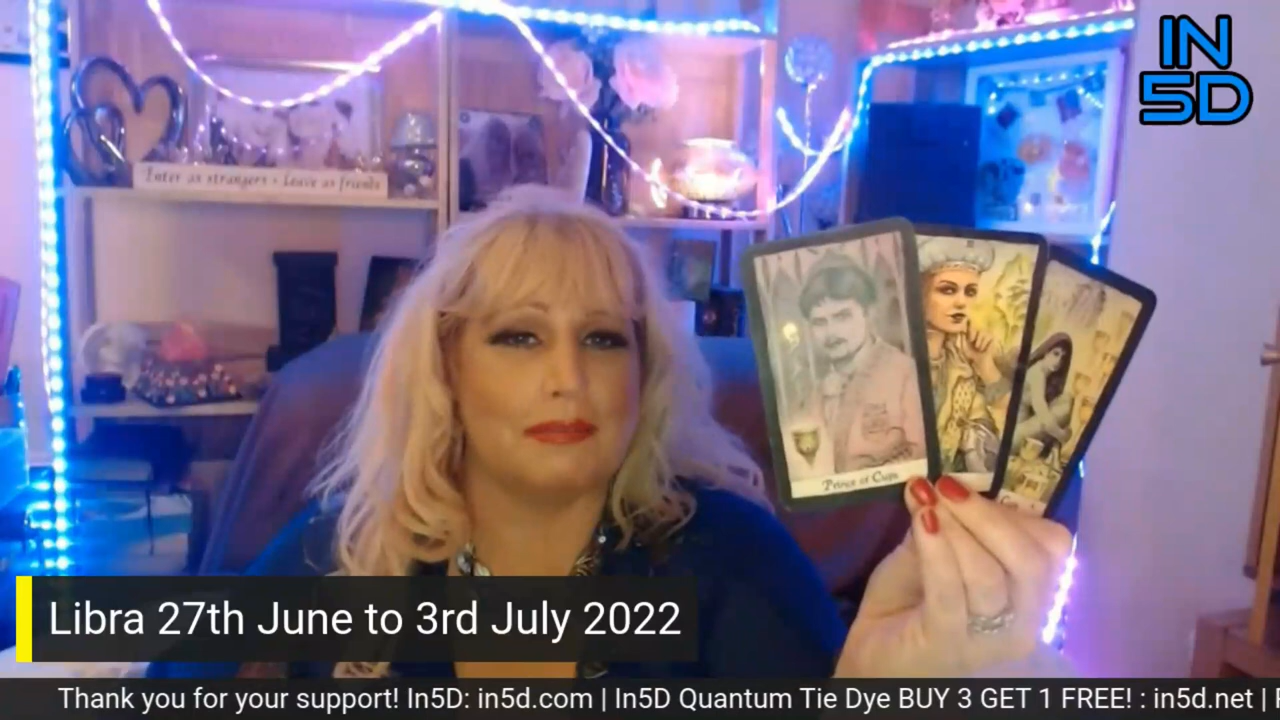 IN
5D
Enter as strangers • Leave as friends
Prince of Cups
Libra 27th June to 3rd July 2022
Thank you for your support! In5D: in5d.com | In5D Quantum Tie Dye BUY 3 GET 1 FREE! : in5d.net |